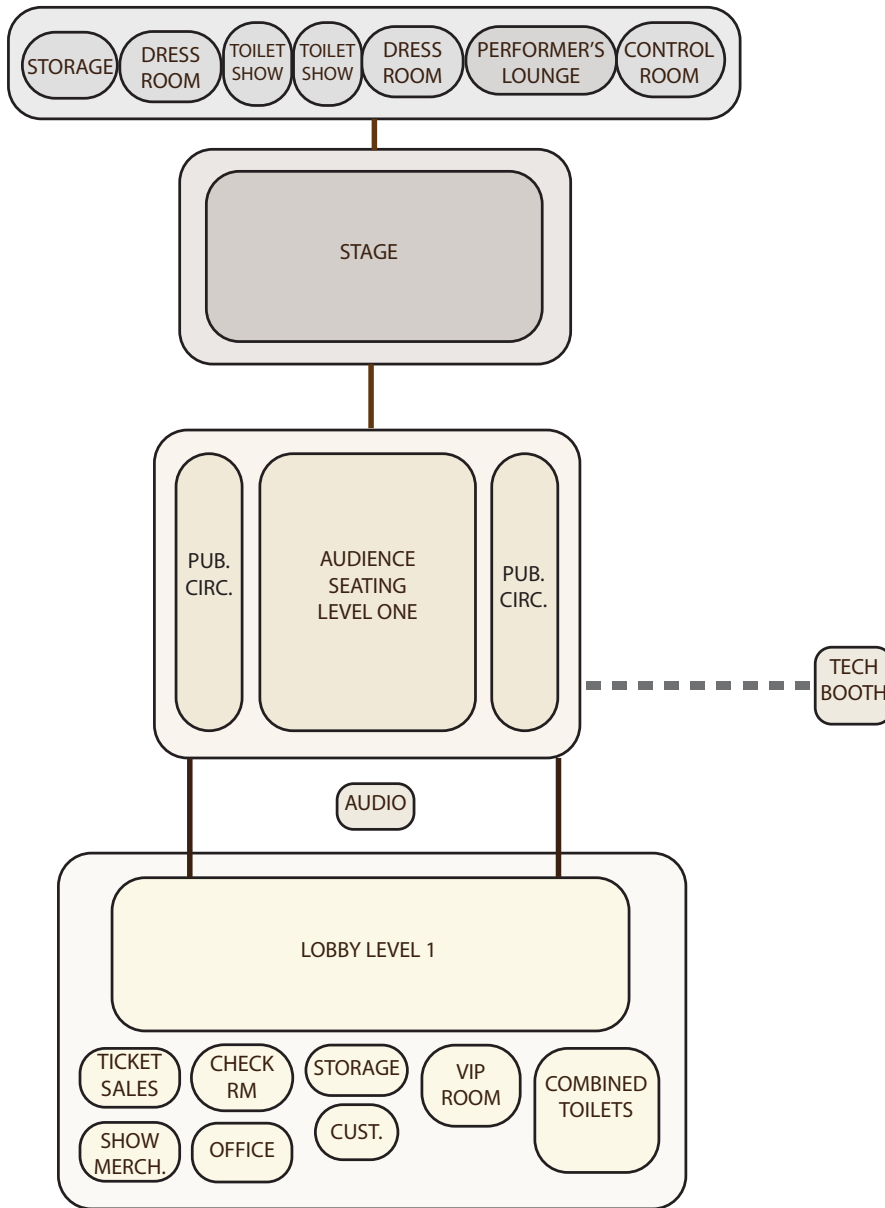 STORAGE
DRESS
ROOM
TOILET
SHOW
TOILET
SHOW
DRESS
ROOM
PERFORMER'S
LOUNGE
CONTROL
ROOM
STAGE
PUB.
CIRC.
AUDIENCE
SEATING
LEVEL ONE
PUB.
CIRC.
TECH
BOOTH
AUDIO
LOBBY LEVEL 1
TICKET
SALES
CHECK
RM
STORAGE
VIP
ROOM
COMBINED
TOILETS
SHOW
MERCH.
OFFICE
CUST.